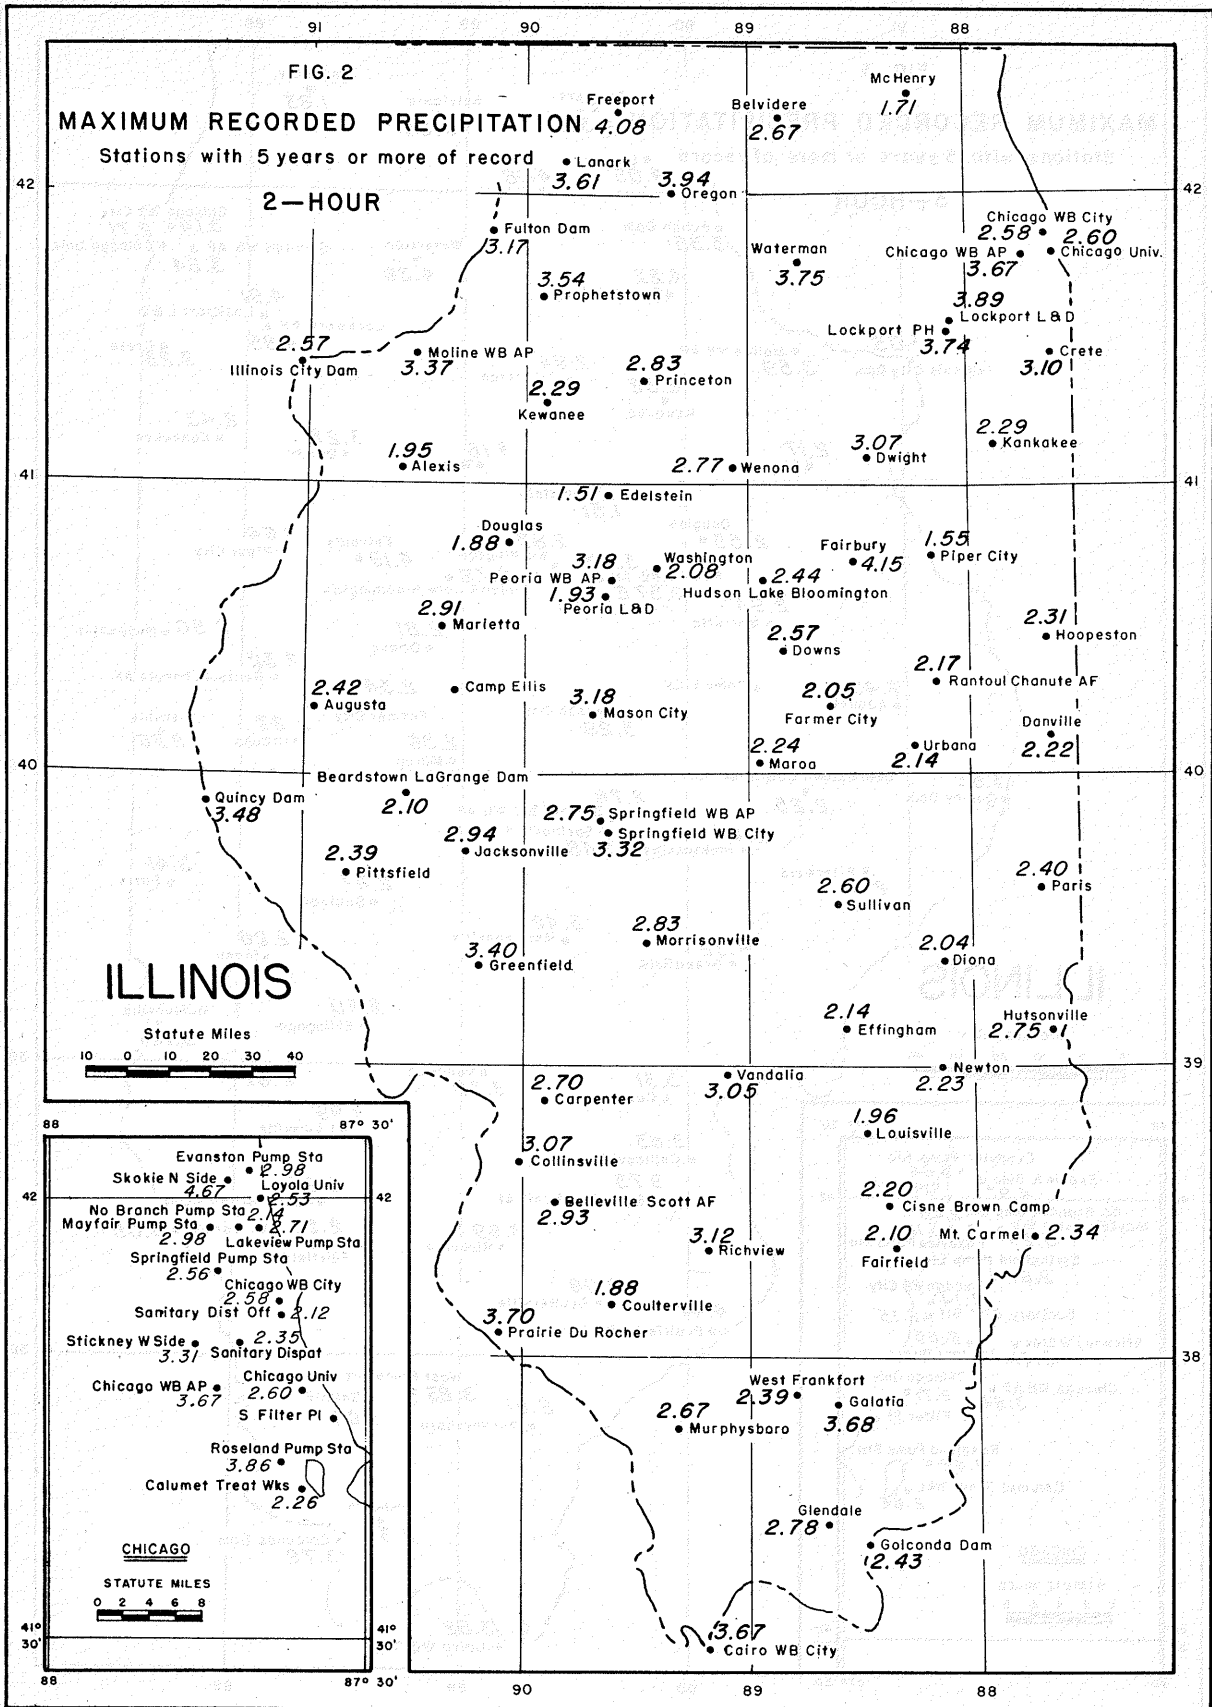 91 90 89 88
FIG. 2
MAXIMUM RECORDED PRECIPITATION
Stations with 5 years or more of record
2—HOUR
McHenry
1.71
Freeport
4.08
Belvidere
2.67
Lanark
3.61
3.94
Oregon
42
42
Fulton Dam
3.17
Chicago WB City
2.58
2.60
Chicago Univ.
Chicago WB AP
3.67
Waterman
3.75
3.54
Prophetstown
3.89
Lockport L&D
Lockport PH
3.74
2.57
Illinois City Dam
Moline WB AP
3.37
2.83
Princeton
Crete
3.10
2.29
Kewanee
1.95
Alexis
2.77 Wenona
3.07
Dwight
2.29
Kankakee
41
41
1.51 Edelstein
Douglas
1.88
3.18
Peoria WB AP
1.93
Peoria L&D
Washington
2.08
2.44
Hudson Lake Bloomington
Fairbury
4.15
1.55
Piper City
2.91
Marietta
2.57
Downs
2.31
Hoopeston
2.42
Augusta
Camp Ellis
3.18
Mason City
2.05
Farmer City
2.17
Rantoul Chanute AF
Danville
2.22
2.24
Maroa
Urbana
2.14
40
40
Beardstown LaGrange Dam
2.10
Quincy Dam
3.48
2.75 Springfield WB AP
Springfield WB City
3.32
2.94
Jacksonville
2.39
Pittsfield
2.60
Sullivan
2.40
Paris
2.83
Morrisonville
3.40
Greenfield
2.04
Diona
ILLINOIS
Statute Miles
10 0 10 20 30 40
2.14
Effingham
Hutsonville
2.75
39
39
Vandalia
3.05
Newton
2.23
2.70
Carpenter
1.96
Louisville
3.07
Collinsville
Belleville Scott AF
2.93
2.20
Cisne Brown Camp
3.12
Richview
2.10
Fairfield
Mt. Carmel 2.34
1.88
Coulterville
3.70
Prairie Du Rocher
38
West Frankfort
2.39
Galatia
3.68
2.67
Murphysboro
Glendale
2.78
Golconda Dam
2.43
3.67
Cairo WB City
90 89 88
88 87° 30'
Evanston Pump Sta
2.98
Skokie N Side
4.67
Loyola Univ
2.53
42
42
No Branch Pump Sta
2.14
Mayfair Pump Sta
2.98
2.71
Lakeview Pump Sta
Springfield Pump Sta
2.56
Chicago WB City
2.58
Sanitary Dist Off 2.12
Stickney W Side
3.31
2.35
Sanitary Dispat
Chicago WB AP
3.67
Chicago Univ
2.60
S Filter Pl
Roseland Pump Sta
3.86
Calumet Treat Wks
2.26
CHICAGO
STATUTE MILES
0 2 4 6 8
41°
30'
41°
30'
88 87° 30'